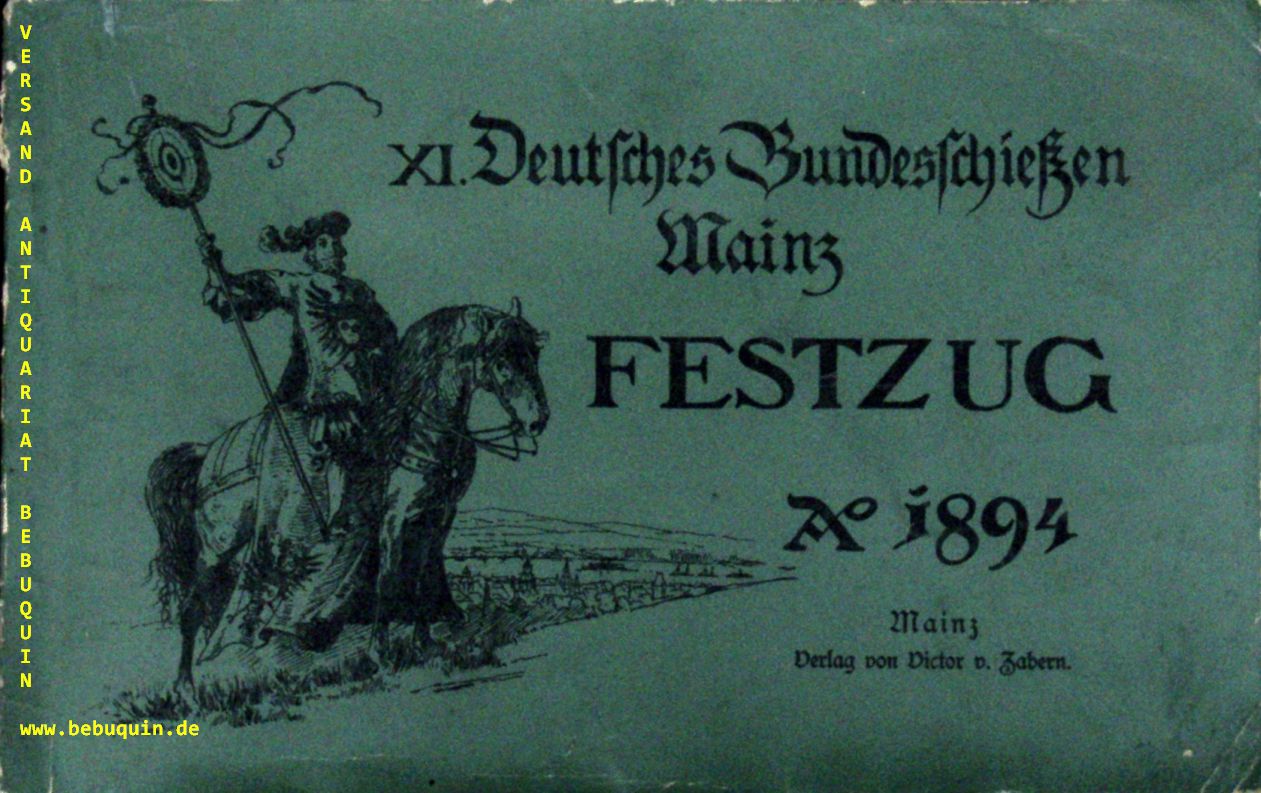 XI. Deutsches Bundesschießen
Mainz
FESTZUG
Ao 1894
Mainz
Verlag von Victor v. Zabern.
VERSAND ANTIQUARIAT BEBUQUIN
www.bebuquin.de